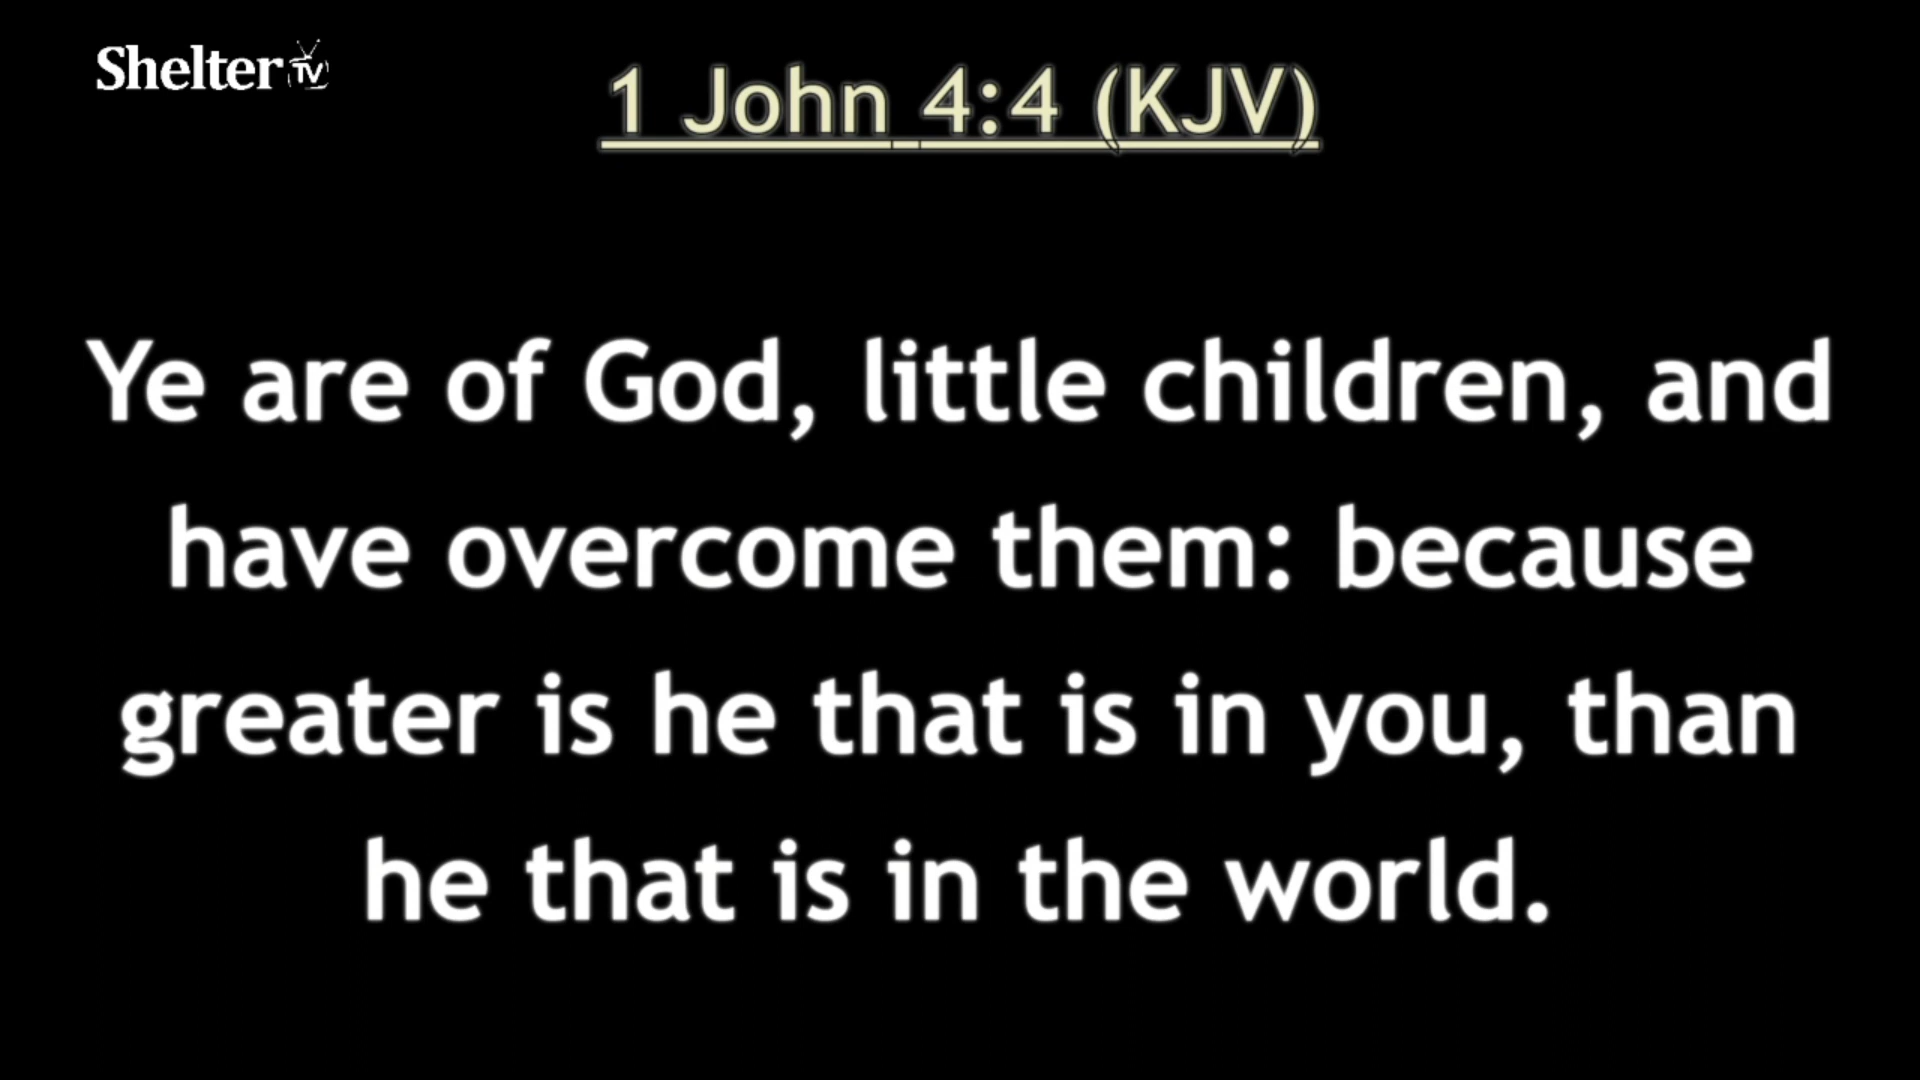 Shelter TV
1 John 4:4 (KJV)
Ye are of God, little children, and
have overcome them: because
greater is he that is in you, than
he that is in the world.